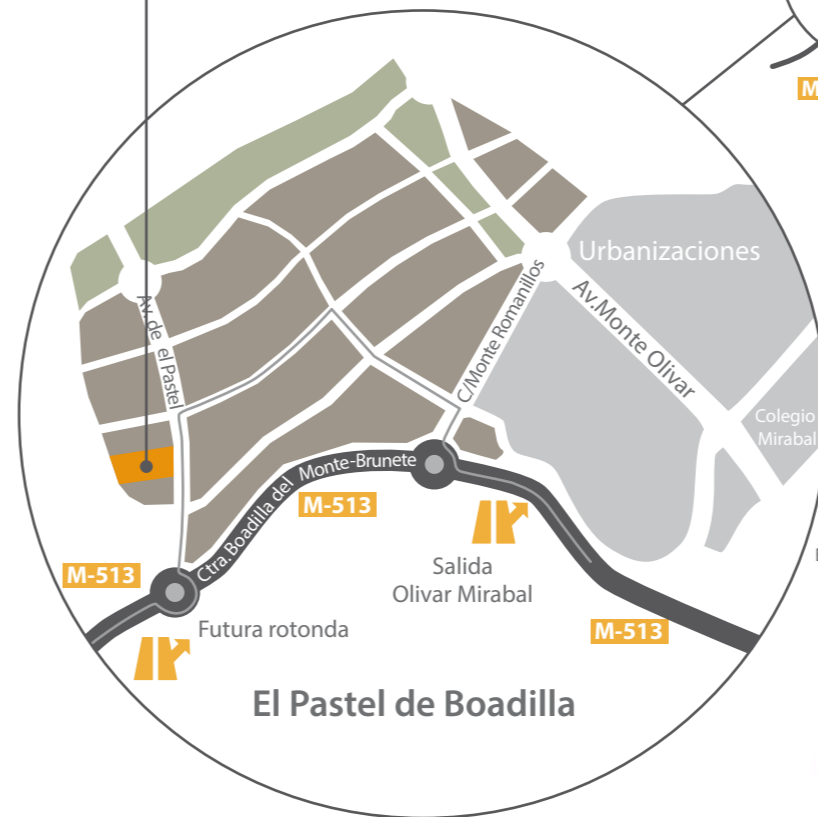 M
Urbanizaciones
Av. de el Pastel
C/Monte Romanillos
Av.Monte Olivar
Colegio
Mirabal
Ctra. Boadilla del Monte-Brunete
M-513
M-513
Salida
Olivar Mirabal
M-513
Futura rotonda
El Pastel de Boadilla